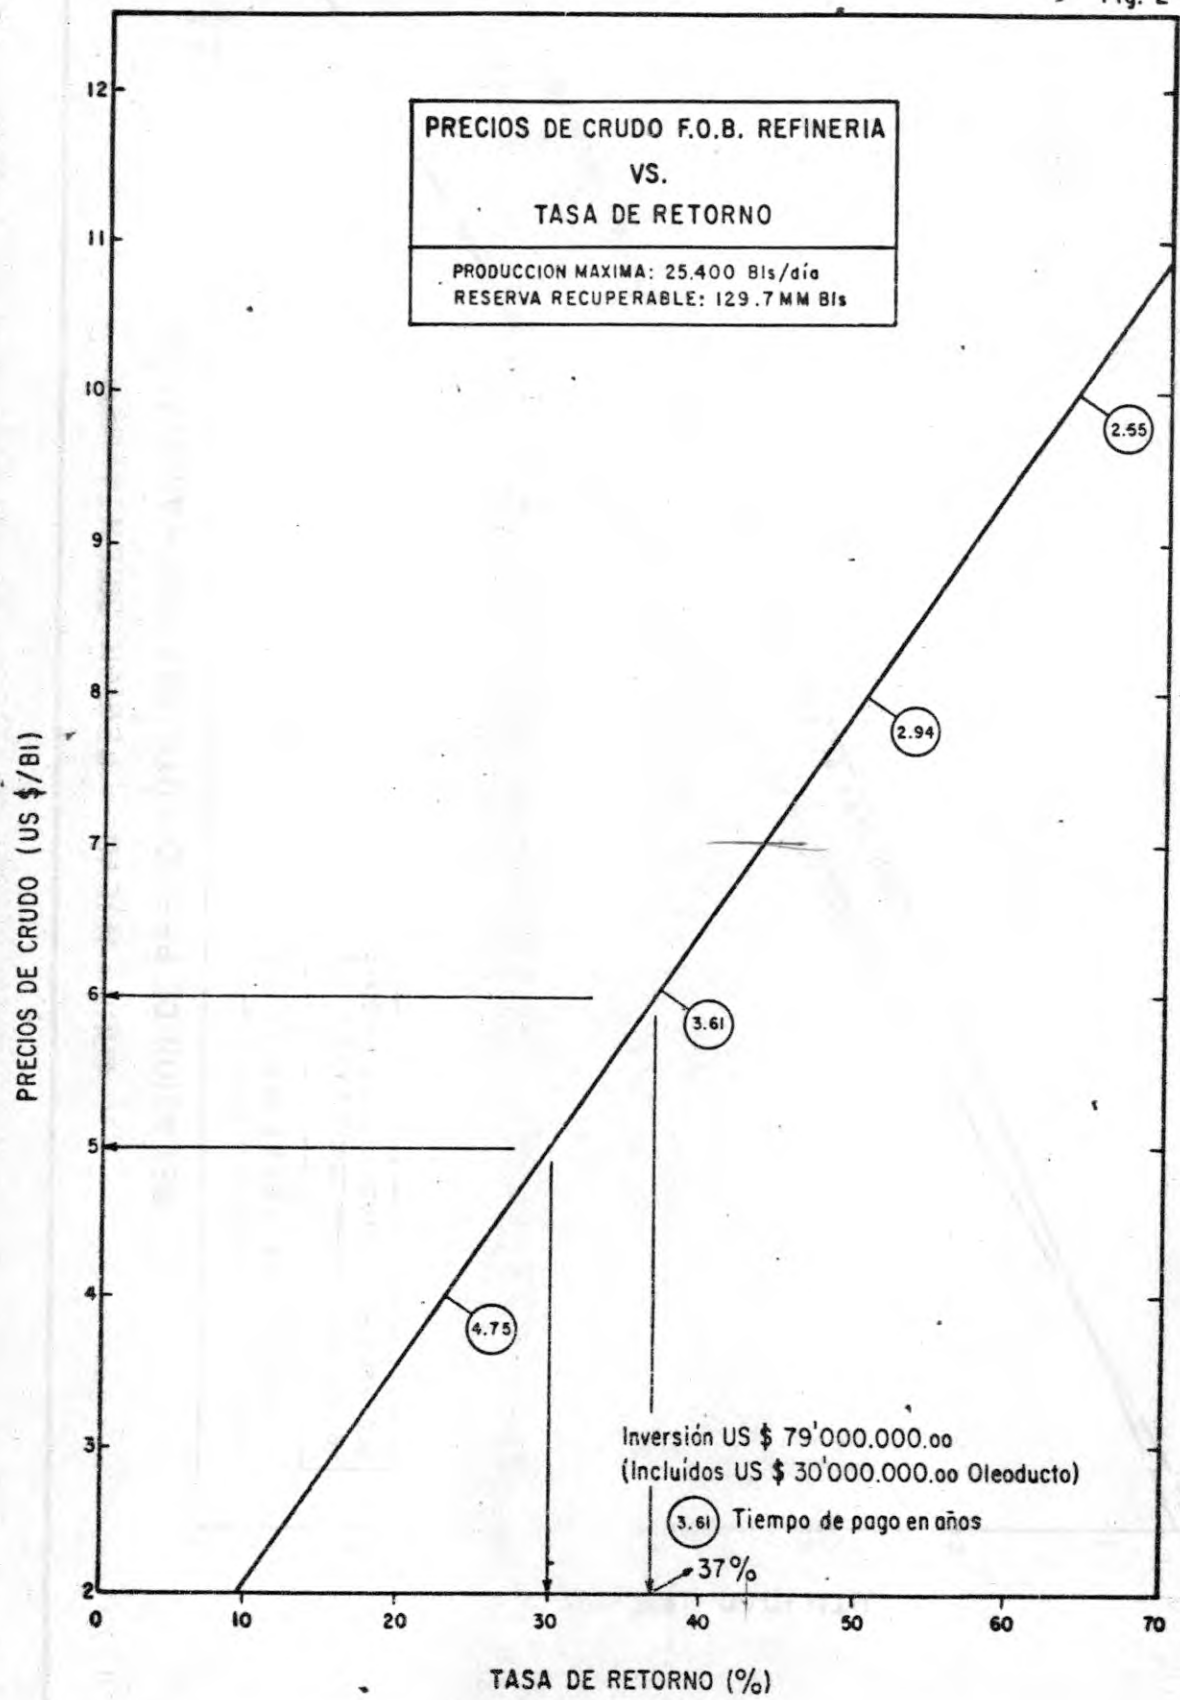 Fig. 2
PRECIOS DE CRUDO F.O.B. REFINERIA
VS.
TASA DE RETORNO
PRODUCCION MAXIMA: 25.400 Bls/día
RESERVA RECUPERABLE: 129.7 MM Bls
12
11
10
9
8
7
6
5
4
3
2
PRECIOS DE CRUDO (US $/Bl)
2.55
2.94
3.61
4.75
Inversión US $ 79'000.000.oo
(Incluídos US $ 30'000.000.oo Oleoducto)
3.61 Tiempo de pago en años
37%
0 10 20 30 40 50 60 70
TASA DE RETORNO (%)